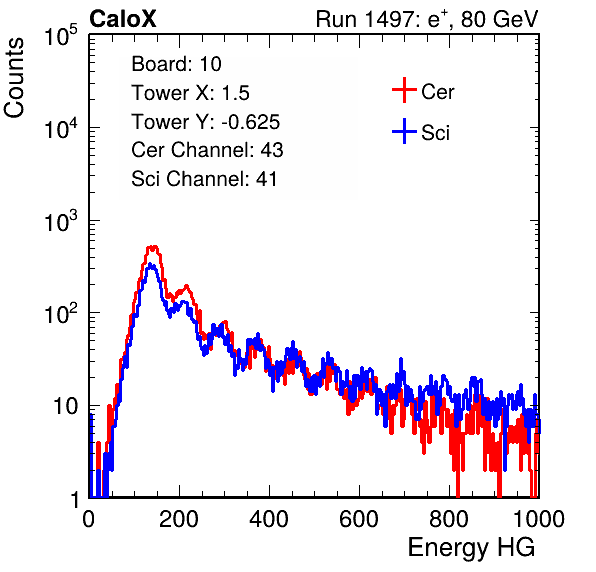 CaloX Run 1497: e⁺, 80 GeV
Counts
Board: 10
Tower X: 1.5
Tower Y: -0.625
Cer Channel: 43
Sci Channel: 41
Cer
Sci
10⁵
10⁴
10³
10²
10
1
0 200 400 600 800 1000
Energy HG